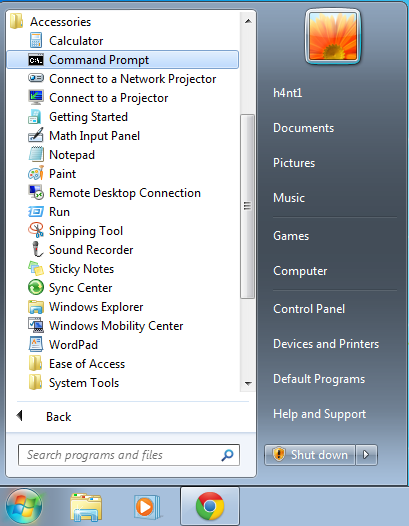 Accessories
Calculator
Command Prompt
Connect to a Network Projector
Connect to a Projector
Getting Started
Math Input Panel
Notepad
Paint
Remote Desktop Connection
Run
Snipping Tool
Sound Recorder
Sticky Notes
Sync Center
Windows Explorer
Windows Mobility Center
WordPad
Ease of Access
System Tools
Back
Search programs and files
h4nt1
Documents
Pictures
Music
Games
Computer
Control Panel
Devices and Printers
Default Programs
Help and Support
Shut down